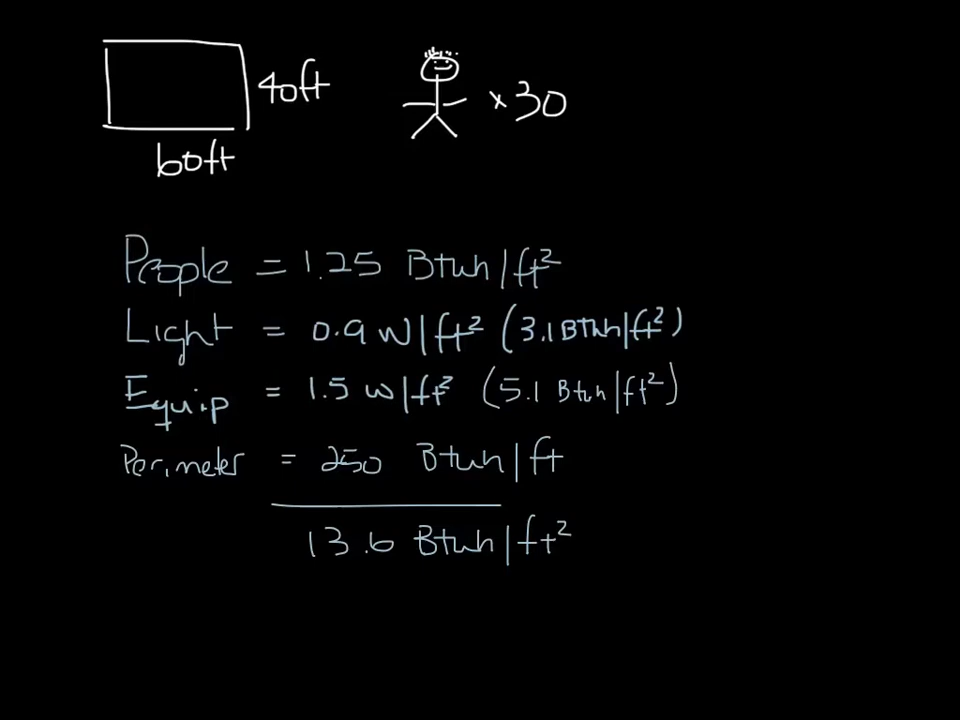 40ft
×30
60ft
People = 1.25 Btuh/ft²
Light = 0.9 W/ft² (3.1 Btuh/ft²)
Equip = 1.5 W/ft² (5.1 Btuh/ft²)
Perimeter = 250 Btuh/ft
13.6 Btuh/ft²